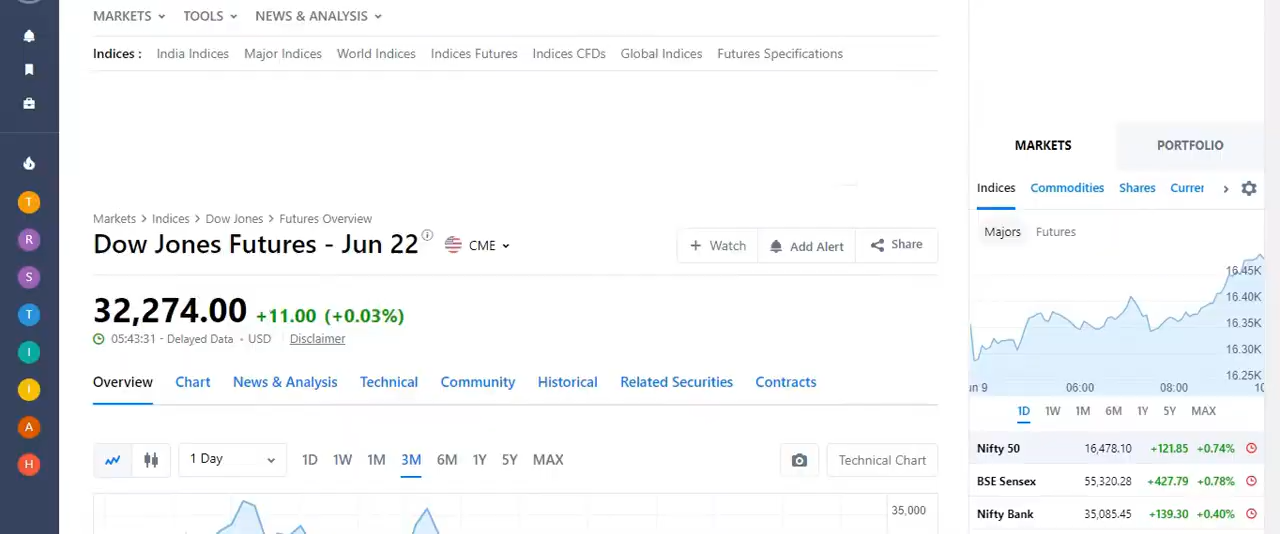 MARKETS TOOLS NEWS & ANALYSIS
Indices : India Indices Major Indices World Indices Indices Futures Indices CFDs Global Indices Futures Specifications
Markets > Indices > Dow Jones > Futures Overview
Dow Jones Futures - Jun 22 CME
+ Watch Add Alert Share
32,274.00 +11.00 (+0.03%)
05:43:31 - Delayed Data • USD Disclaimer
Overview Chart News & Analysis Technical Community Historical Related Securities Contracts
1 Day 1D 1W 1M 3M 6M 1Y 5Y MAX Technical Chart
35,000
T
R
S
T
I
I
A
H
MARKETS PORTFOLIO
Indices Commodities Shares Currer >
Majors Futures
16.45K
16.40K
16.35K
16.30K
16.25K
un 9 06:00 08:00 10
1D 1W 1M 6M 1Y 5Y MAX
Nifty 50 16,478.10 +121.85 +0.74%
BSE Sensex 55,320.28 +427.79 +0.78%
Nifty Bank 35,085.45 +139.30 +0.40%